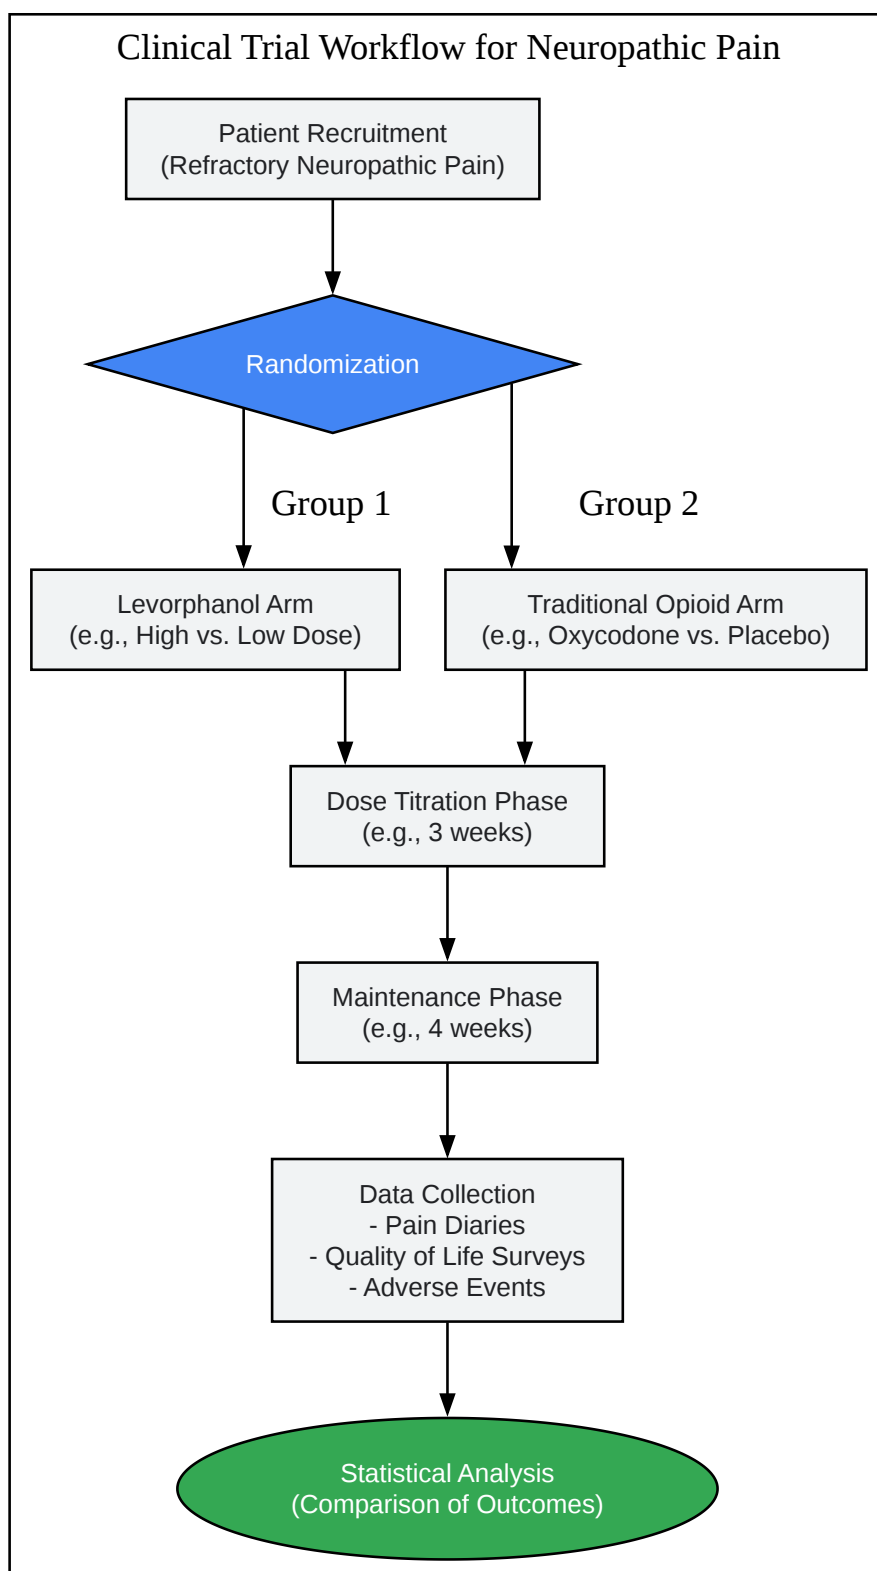 Clinical Trial Workflow for Neuropathic Pain
Patient Recruitment
(Refractory Neuropathic Pain)
Randomization
Group 1
Group 2
Levorphanol Arm
(e.g., High vs. Low Dose)
Traditional Opioid Arm
(e.g., Oxycodone vs. Placebo)
Dose Titration Phase
(e.g., 3 weeks)
Maintenance Phase
(e.g., 4 weeks)
Data Collection
- Pain Diaries
- Quality of Life Surveys
- Adverse Events
Statistical Analysis
(Comparison of Outcomes)